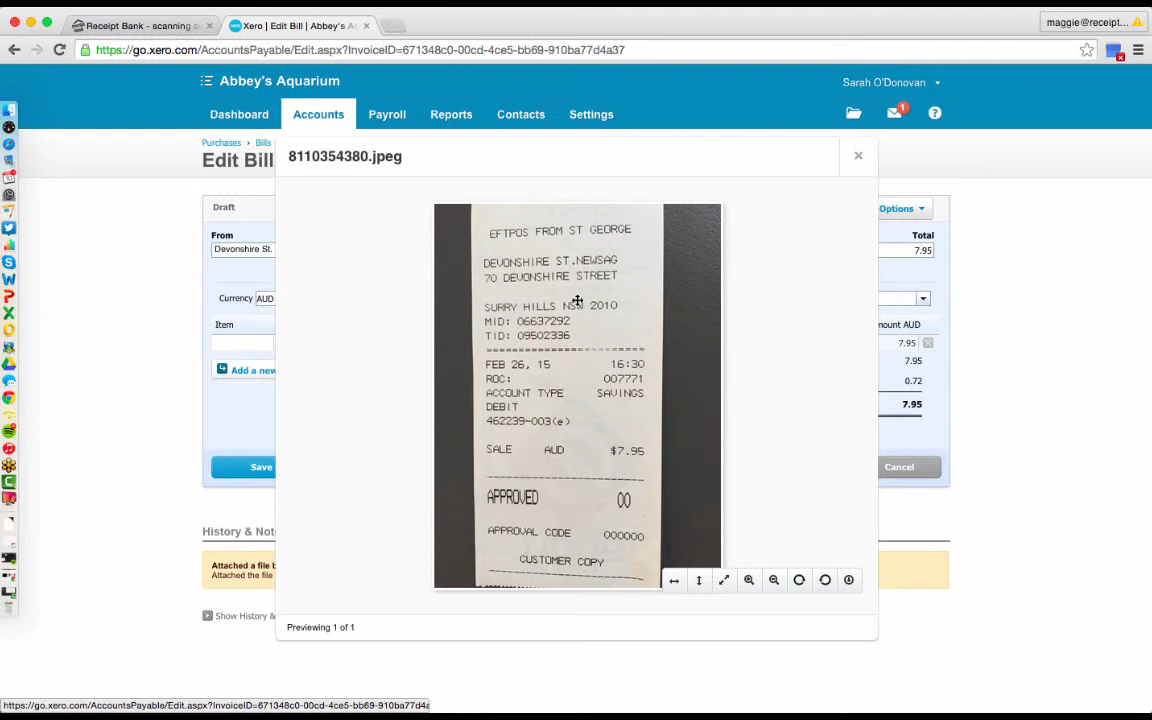 Receipt Bank - scanning a
Xero | Edit Bill | Abbey's A
maggie@receipt...
https://go.xero.com/AccountsPayable/Edit.aspx?InvoiceID=671348c0-00cd-4ce5-bb69-910ba77d4a37
Abbey's Aquarium
Sarah O'Donovan
Dashboard
Accounts
Payroll
Reports
Contacts
Settings
1
?
Purchases › Bills
Edit Bill
8110354380.jpeg
Draft
Options
From
Total
Devonshire St.
7.95
Currency AUD
Item
mount AUD
7.95
Add a new
7.95
0.72
7.95
Save
Cancel
EFTPOS FROM ST GEORGE
DEVONSHIRE ST.NEWSAG
70 DEVONSHIRE STREET
SURRY HILLS NSW 2010
MID: 06637292
TID: 09502336
FEB 26, 15 16:30
ROC: 007771
ACCOUNT TYPE SAVINGS
DEBIT
462239-003(e)
SALE AUD $7.95
APPROVED 00
APPROVAL CODE 000000
CUSTOMER COPY
History & Note
Attached a file b
Attached the file
Show History &
Previewing 1 of 1
https://go.xero.com/AccountsPayable/Edit.aspx?InvoiceID=671348c0-00cd-4ce5-bb69-910ba77d4a